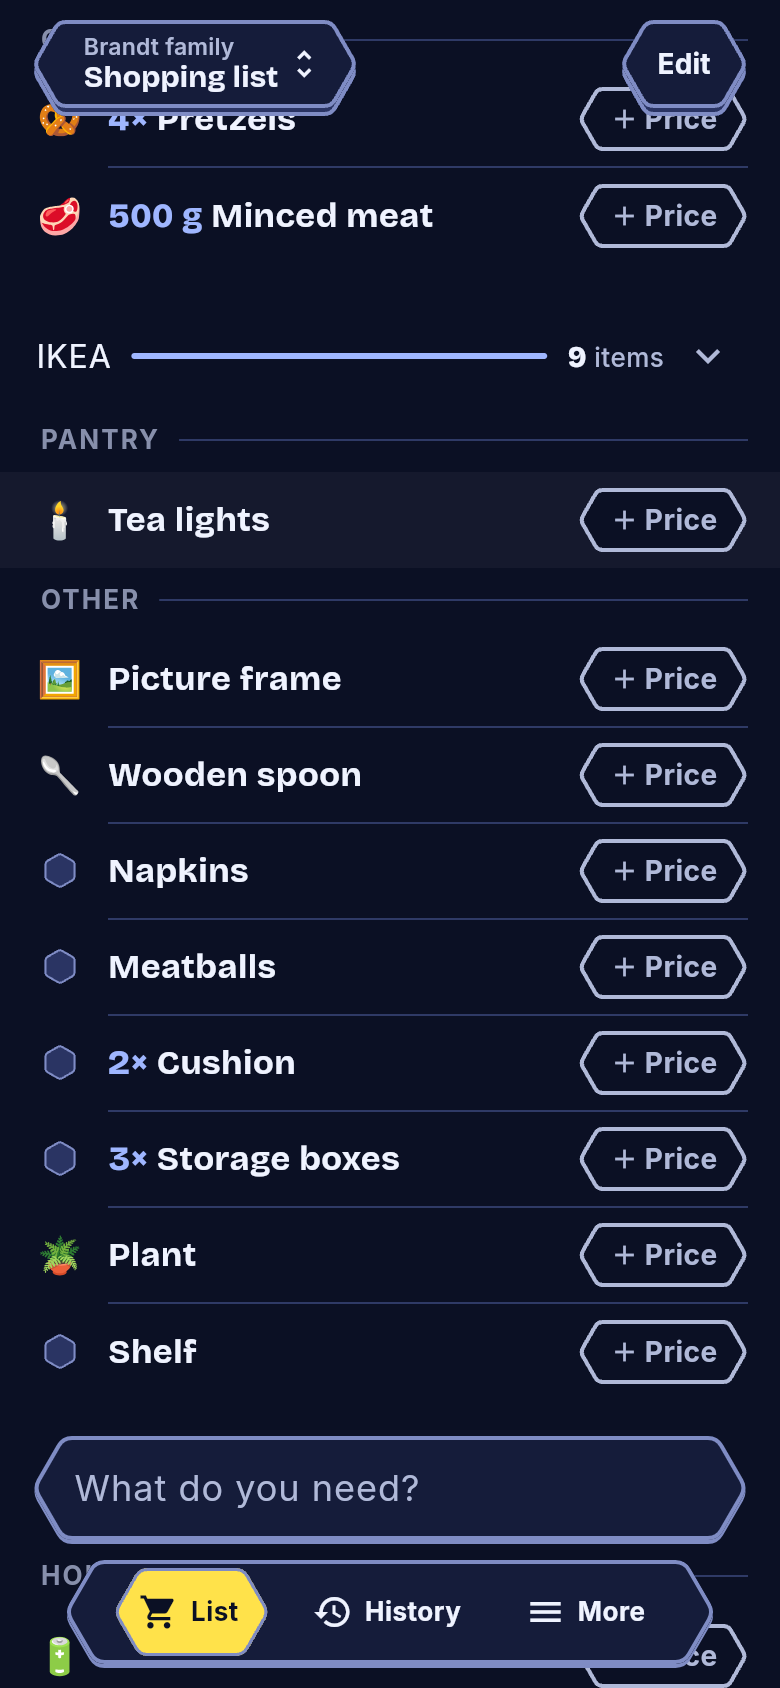 Brandt family
Shopping list
Edit
4× Pretzels
+ Price
500 g Minced meat
+ Price
IKEA
9 items
PANTRY
Tea lights
+ Price
OTHER
Picture frame
+ Price
Wooden spoon
+ Price
Napkins
+ Price
Meatballs
+ Price
2× Cushion
+ Price
3× Storage boxes
+ Price
Plant
+ Price
Shelf
+ Price
What do you need?
List
History
More